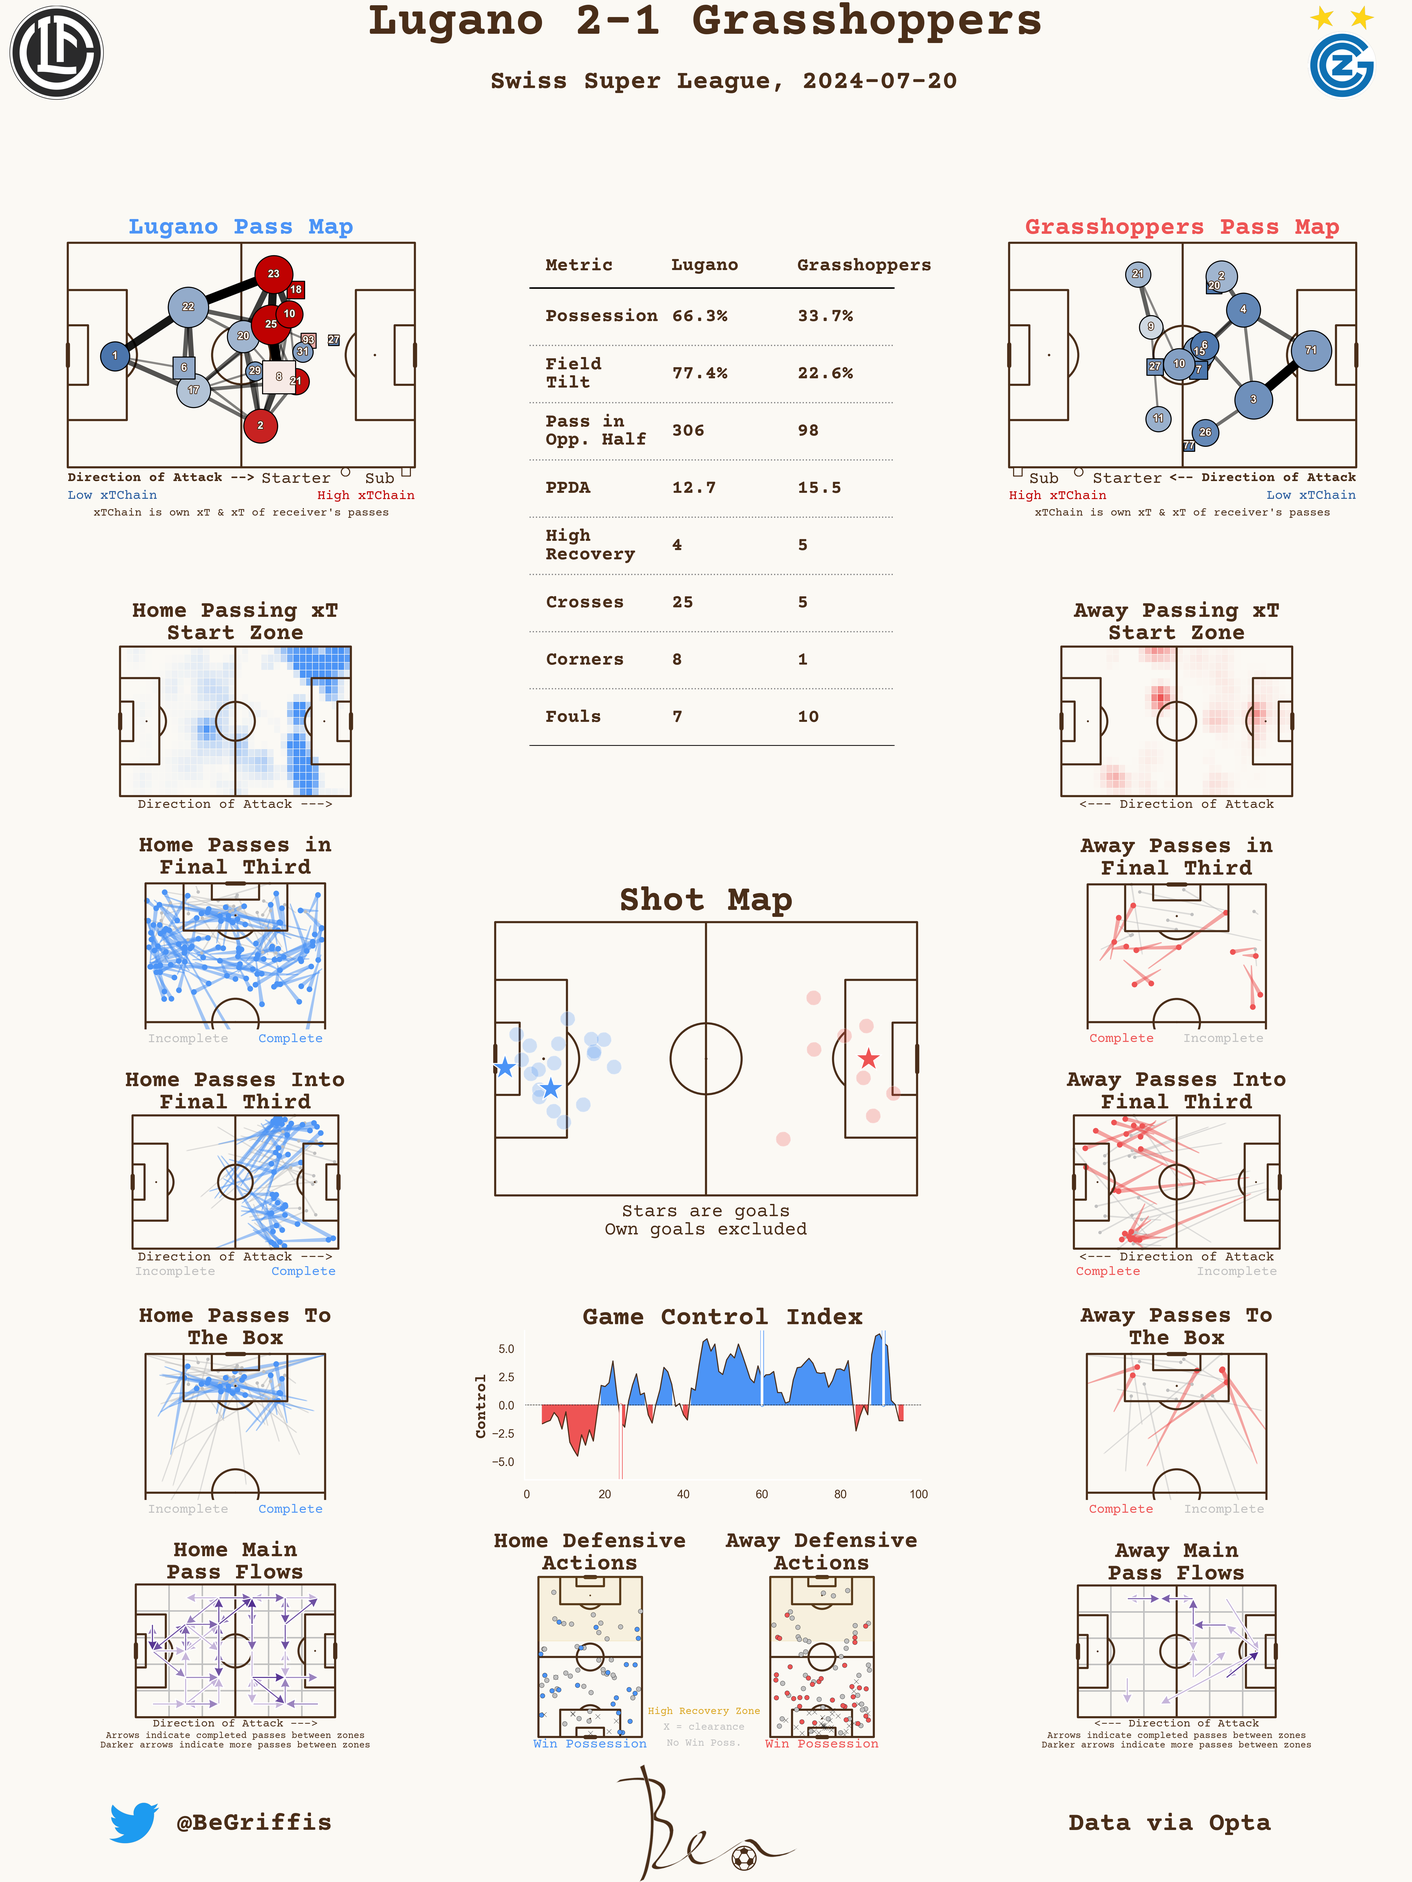 Lugano 2-1 Grasshoppers
Swiss Super League, 2024-07-20
Lugano Pass Map
23
18
22
10
25
20
93
27
31
1
6
29
8
21
17
2
Direction of Attack --> Starter Sub
Low xTChain High xTChain
xTChain is own xT & xT of receiver's passes
Metric Lugano Grasshoppers
Possession 66.3% 33.7%
Field
Tilt 77.4% 22.6%
Pass in
Opp. Half 306 98
PPDA 12.7 15.5
High
Recovery 4 5
Crosses 25 5
Corners 8 1
Fouls 7 10
Grasshoppers Pass Map
21
2
20
4
9
6
15
71
27
10
7
3
11
26
77
Sub Starter <-- Direction of Attack
High xTChain Low xTChain
xTChain is own xT & xT of receiver's passes
Home Passing xT
Start Zone
Direction of Attack --->
Away Passing xT
Start Zone
<--- Direction of Attack
Home Passes in
Final Third
Incomplete Complete
Away Passes in
Final Third
Complete Incomplete
Shot Map
Stars are goals
Own goals excluded
Home Passes Into
Final Third
Direction of Attack --->
Incomplete Complete
Away Passes Into
Final Third
<--- Direction of Attack
Complete Incomplete
Home Passes To
The Box
Incomplete Complete
Game Control Index
Control
5.0
2.5
0.0
−2.5
−5.0
0 20 40 60 80 100
Away Passes To
The Box
Complete Incomplete
Home Main
Pass Flows
Direction of Attack --->
Arrows indicate completed passes between zones
Darker arrows indicate more passes between zones
Home Defensive
Actions
Win Possession
High Recovery Zone
X = clearance
No Win Poss.
Away Defensive
Actions
Win Possession
Away Main
Pass Flows
<--- Direction of Attack
Arrows indicate completed passes between zones
Darker arrows indicate more passes between zones
@BeGriffis
Ben
Data via Opta